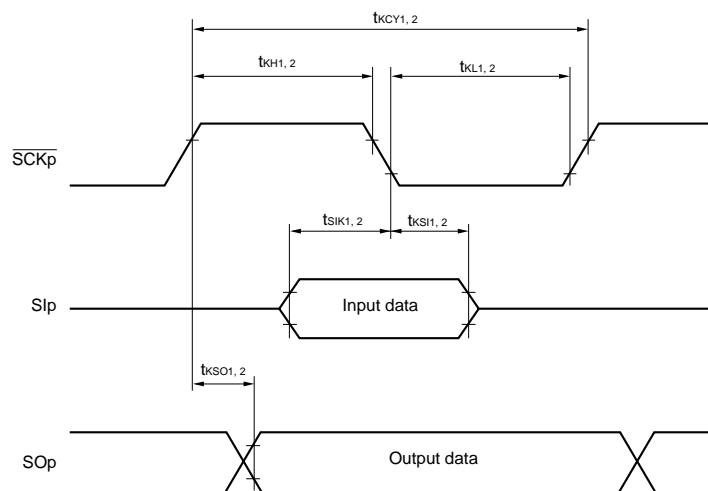 tKCY1, 2
tKH1, 2
tKL1, 2
SCKp
tSIK1, 2
tKSI1, 2
SIp
Input data
tKSO1, 2
SOp
Output data